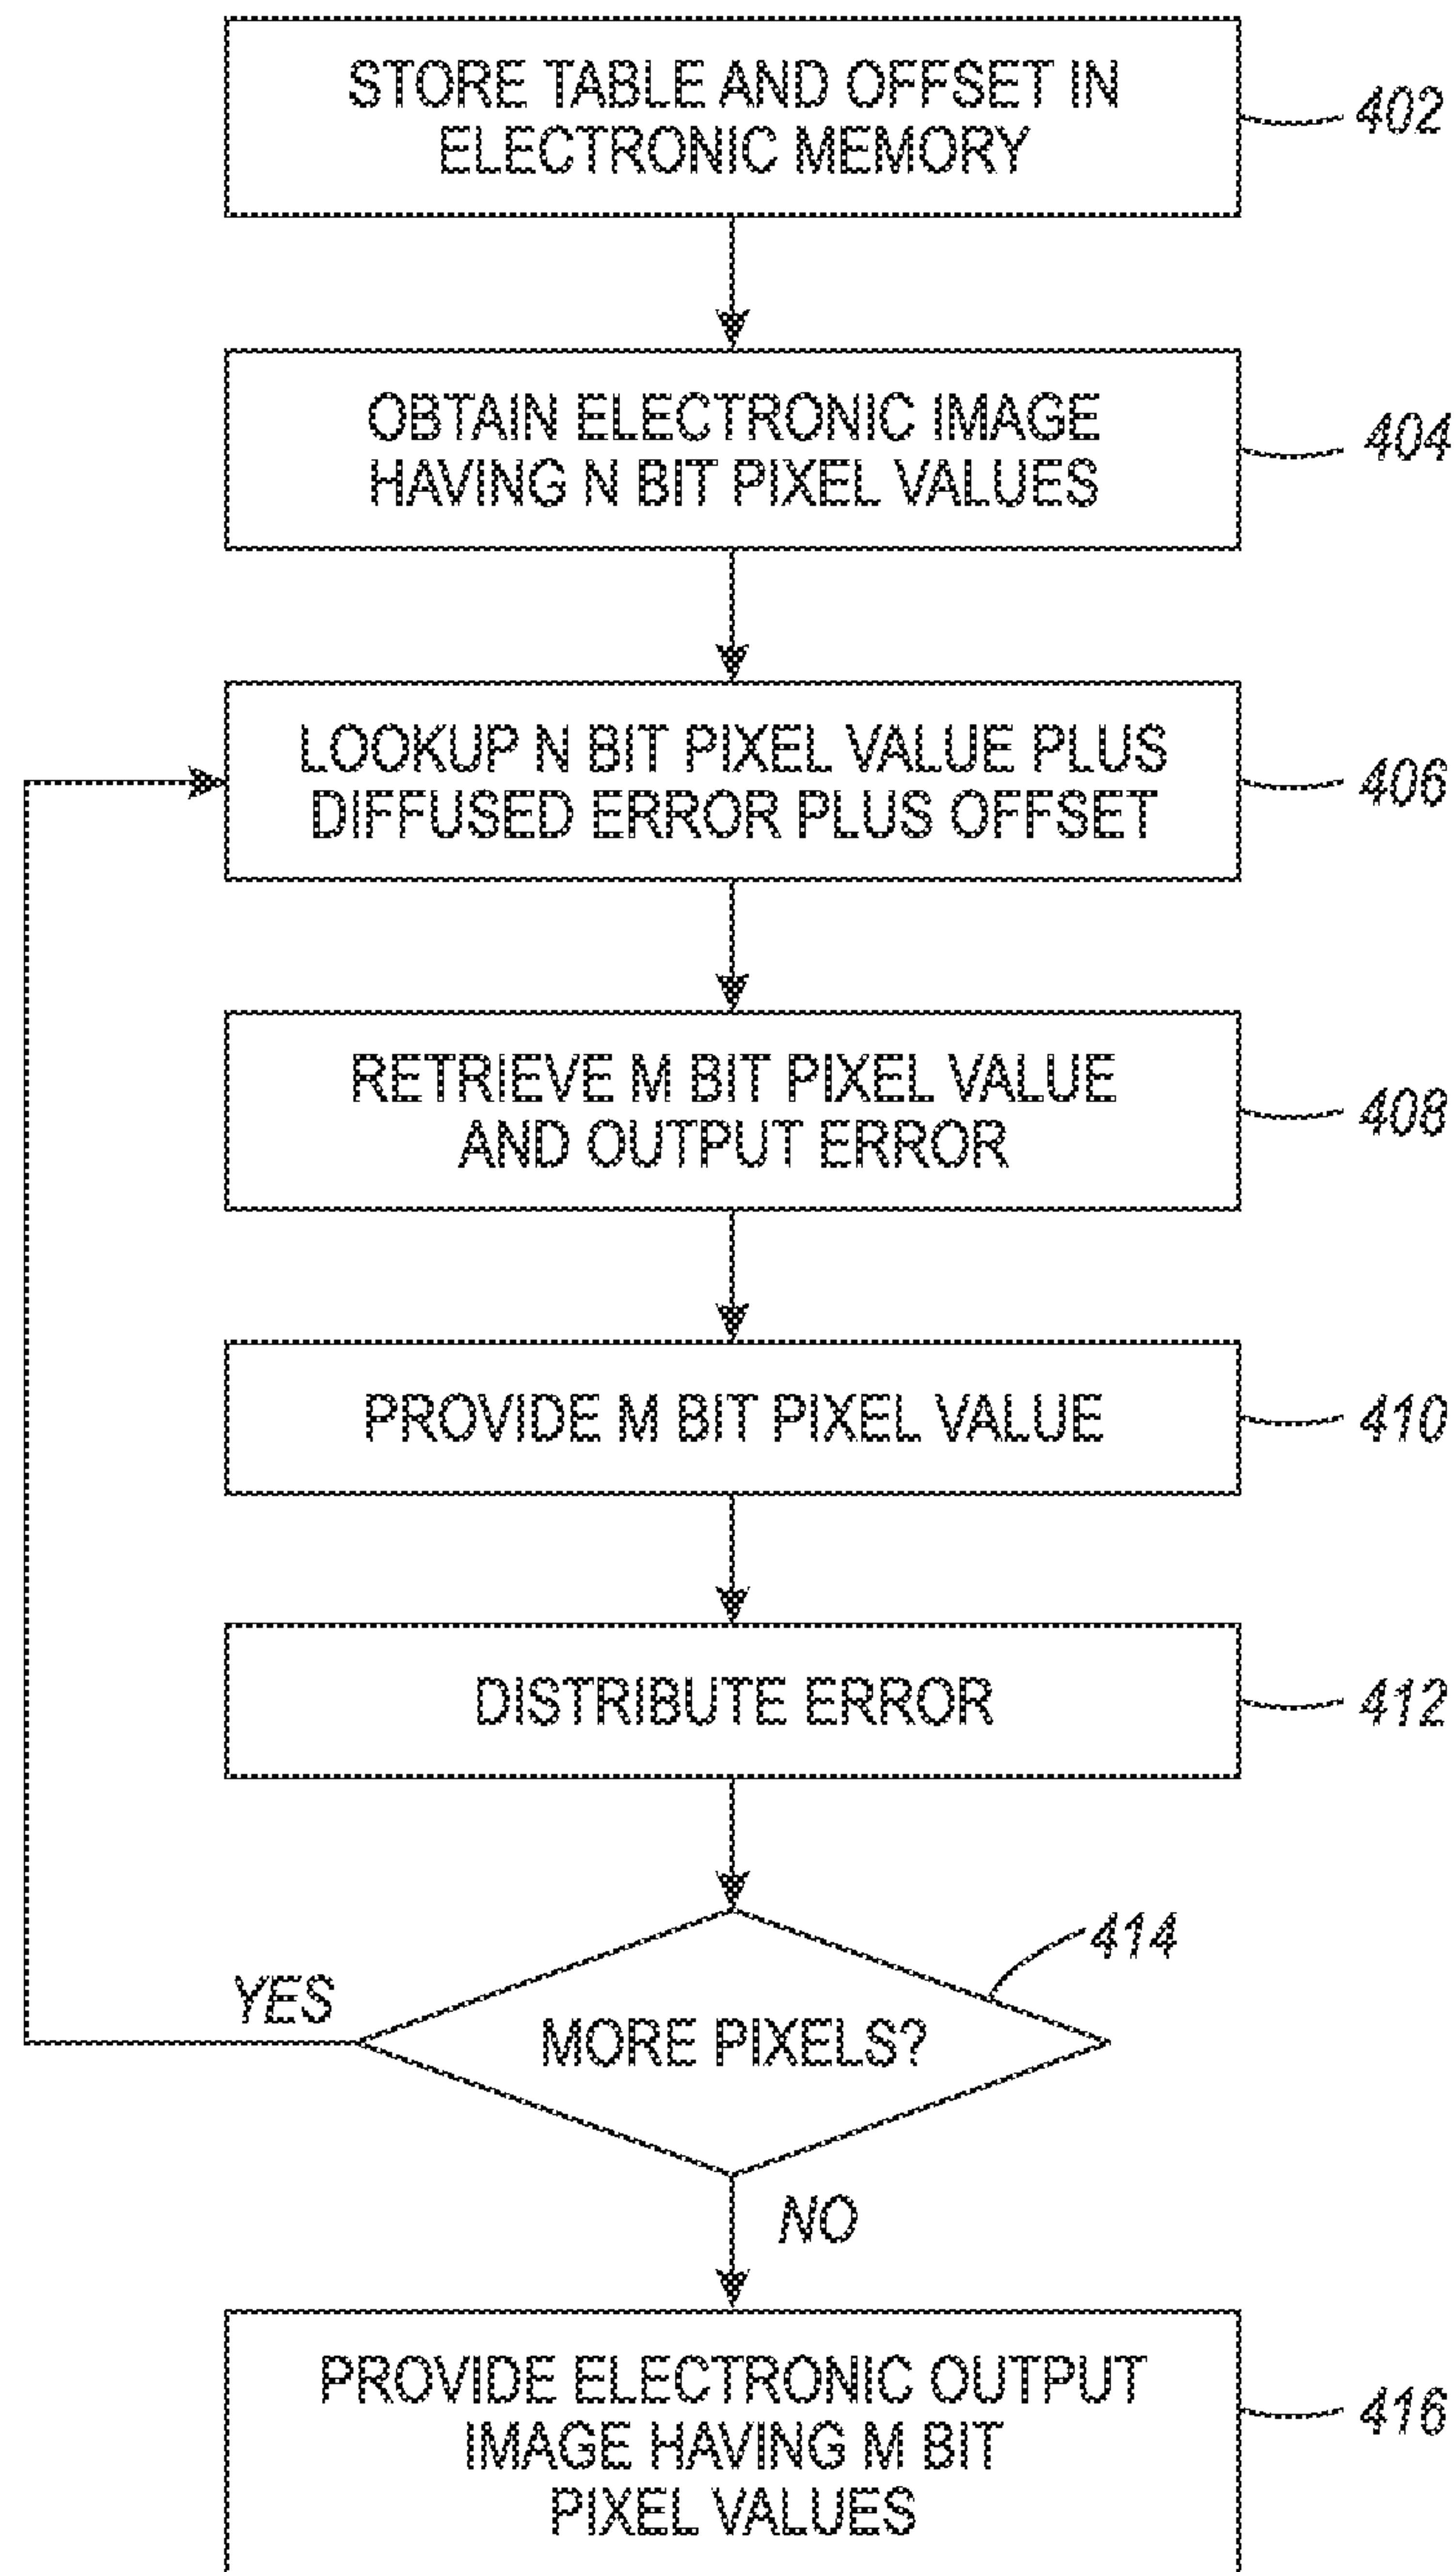 STORE TABLE AND OFFSET IN
ELECTRONIC MEMORY
402
OBTAIN ELECTRONIC IMAGE
HAVING N BIT PIXEL VALUES
404
LOOKUP N BIT PIXEL VALUE PLUS
DIFFUSED ERROR PLUS OFFSET
406
RETRIEVE M BIT PIXEL VALUE
AND OUTPUT ERROR
408
PROVIDE M BIT PIXEL VALUE
410
DISTRIBUTE ERROR
412
414
YES
MORE PIXELS?
NO
PROVIDE ELECTRONIC OUTPUT
IMAGE HAVING M BIT
PIXEL VALUES
416